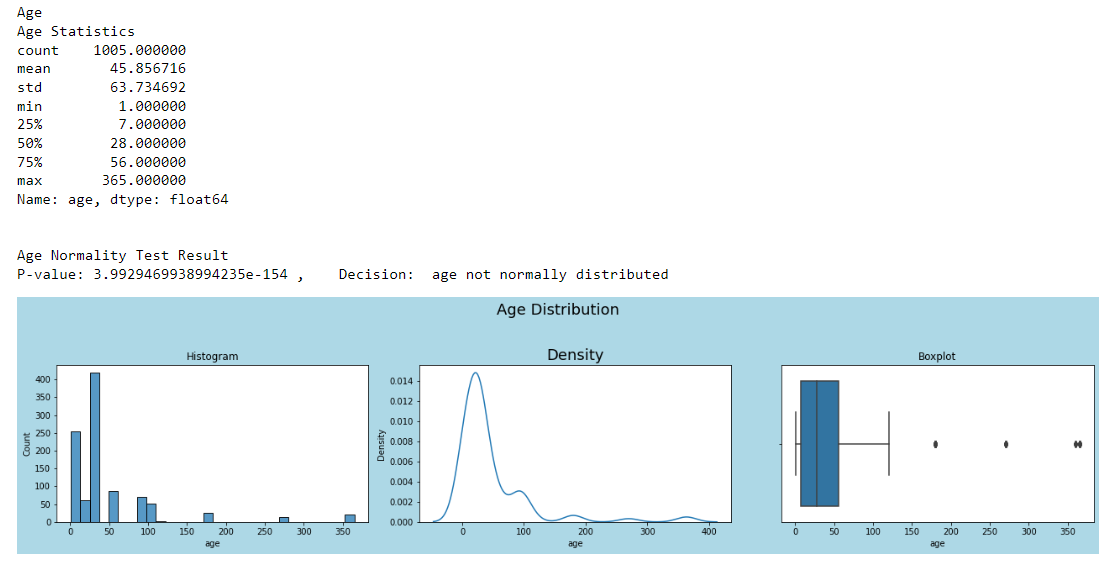 Age
Age Statistics
count    1005.000000
mean       45.856716
std        63.734692
min         1.000000
25%         7.000000
50%        28.000000
75%        56.000000
max       365.000000
Name: age, dtype: float64
Age Normality Test Result
P-value: 3.9929469938994235e-154 ,    Decision:  age not normally distributed
Age Distribution
Histogram
Count
400
350
300
250
200
150
100
50
0
0 50 100 150 200 250 300 350
age
Density
Density
0.014
0.012
0.010
0.008
0.006
0.004
0.002
0.000
0 100 200 300 400
age
Boxplot
0 50 100 150 200 250 300 350
age